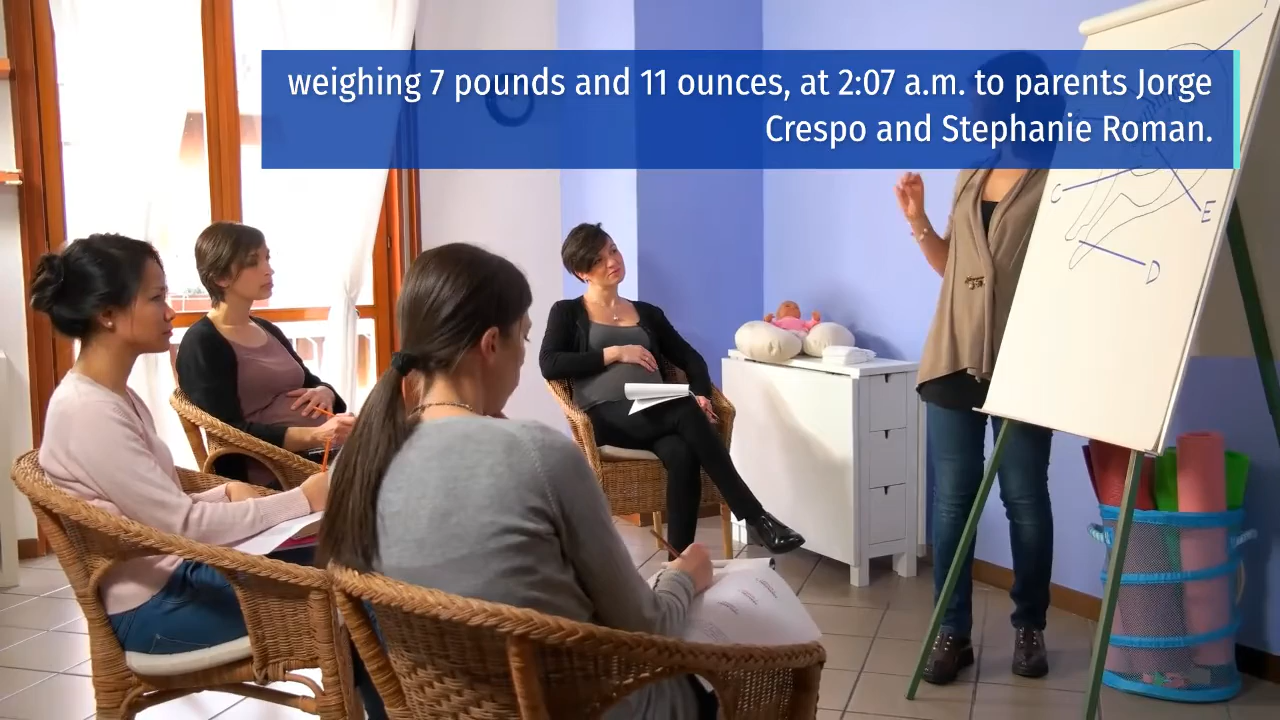 weighing 7 pounds and 11 ounces, at 2:07 a.m. to parents Jorge
Crespo and Stephanie Roman.
C
E
D